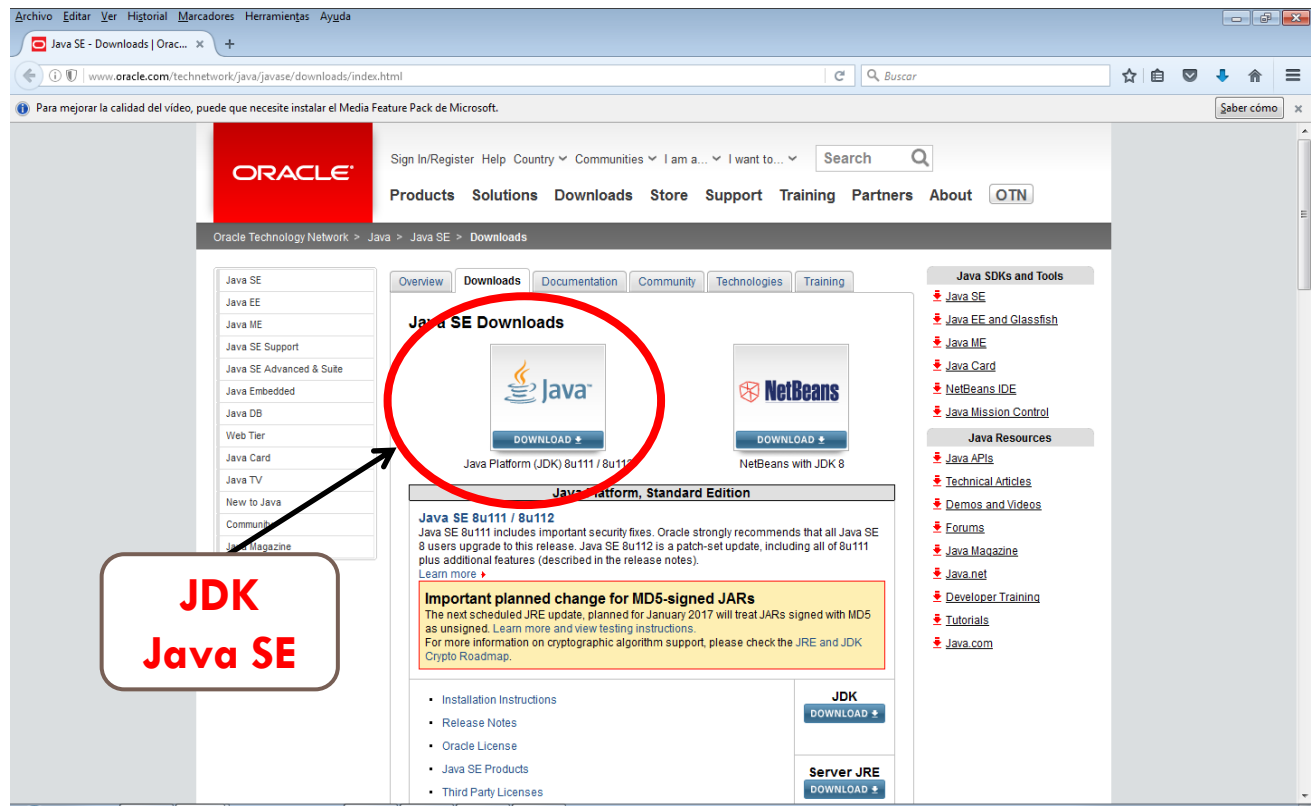 Archivo Editar Ver Historial Marcadores Herramientas Ayuda
Java SE - Downloads | Orac...
www.oracle.com/technetwork/java/javase/downloads/index.html
Buscar
Para mejorar la calidad del vídeo, puede que necesite instalar el Media Feature Pack de Microsoft.
Saber cómo
ORACLE
Sign In/Register Help Country Communities I am a... I want to... Search
Products Solutions Downloads Store Support Training Partners About OTN
Oracle Technology Network > Java > Java SE > Downloads
Java SE
Java EE
Java ME
Java SE Support
Java SE Advanced & Suite
Java Embedded
Java DB
Web Tier
Java Card
Java TV
New to Java
Community
Java Magazine
Overview Downloads Documentation Community Technologies Training
Java SE Downloads
Java
DOWNLOAD
Java Platform (JDK) 8u111 / 8u112
NetBeans
DOWNLOAD
NetBeans with JDK 8
Java Platform, Standard Edition
Java SE 8u111 / 8u112
Java SE 8u111 includes important security fixes. Oracle strongly recommends that all Java SE
8 users upgrade to this release. Java SE 8u112 is a patch-set update, including all of 8u111
plus additional features (described in the release notes).
Learn more
Important planned change for MD5-signed JARs
The next scheduled JRE update, planned for January 2017 will treat JARs signed with MD5
as unsigned. Learn more and view testing instructions.
For more information on cryptographic algorithm support, please check the JRE and JDK
Crypto Roadmap.
Installation Instructions
Release Notes
Oracle License
Java SE Products
Third Party Licenses
JDK
DOWNLOAD
Server JRE
DOWNLOAD
Java SDKs and Tools
Java SE
Java EE and Glassfish
Java ME
Java Card
NetBeans IDE
Java Mission Control
Java Resources
Java APIs
Technical Articles
Demos and Videos
Forums
Java Magazine
Java.net
Developer Training
Tutorials
Java.com
JDK
Java SE